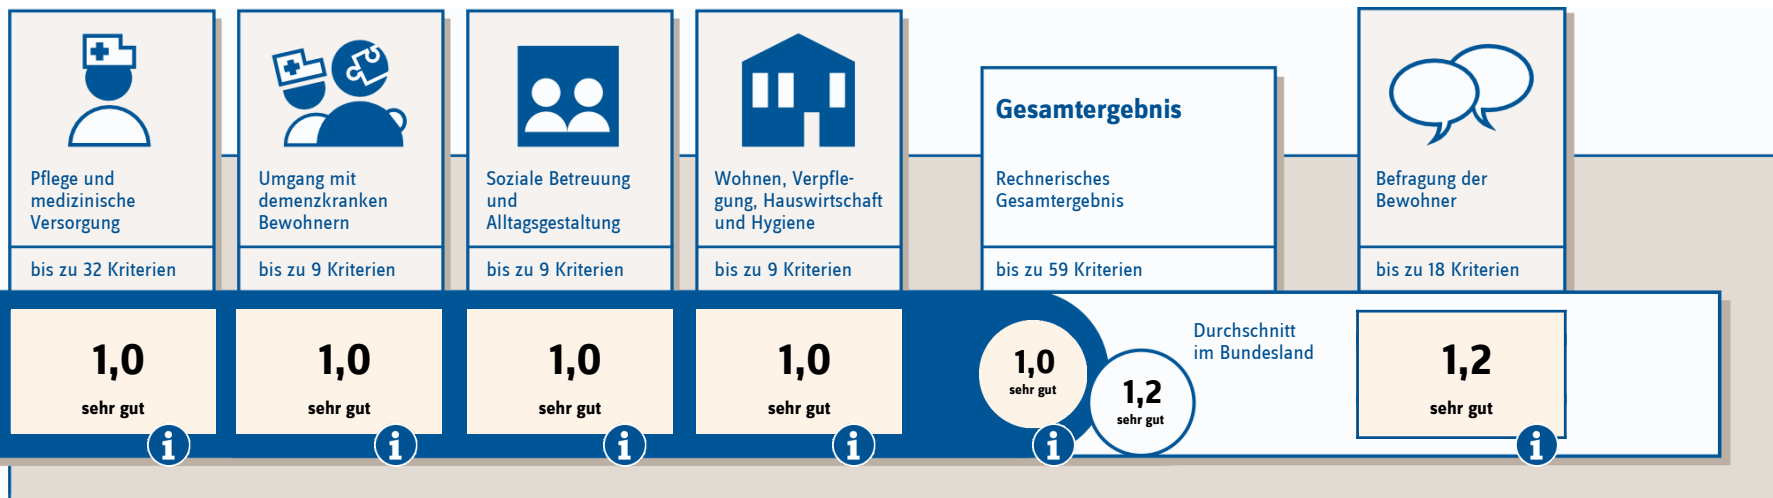 Pflege und
medizinische
Versorgung
bis zu 32 Kriterien
1,0
sehr gut
i
Umgang mit
demenzkranken
Bewohnern
bis zu 9 Kriterien
1,0
sehr gut
i
Soziale Betreuung
und
Alltagsgestaltung
bis zu 9 Kriterien
1,0
sehr gut
i
Wohnen, Verpfle-
gung, Hauswirtschaft
und Hygiene
bis zu 9 Kriterien
1,0
sehr gut
i
Gesamtergebnis
Rechnerisches
Gesamtergebnis
bis zu 59 Kriterien
1,0
sehr gut
i
1,2
sehr gut
Durchschnitt
im Bundesland
Befragung der
Bewohner
bis zu 18 Kriterien
1,2
sehr gut
i